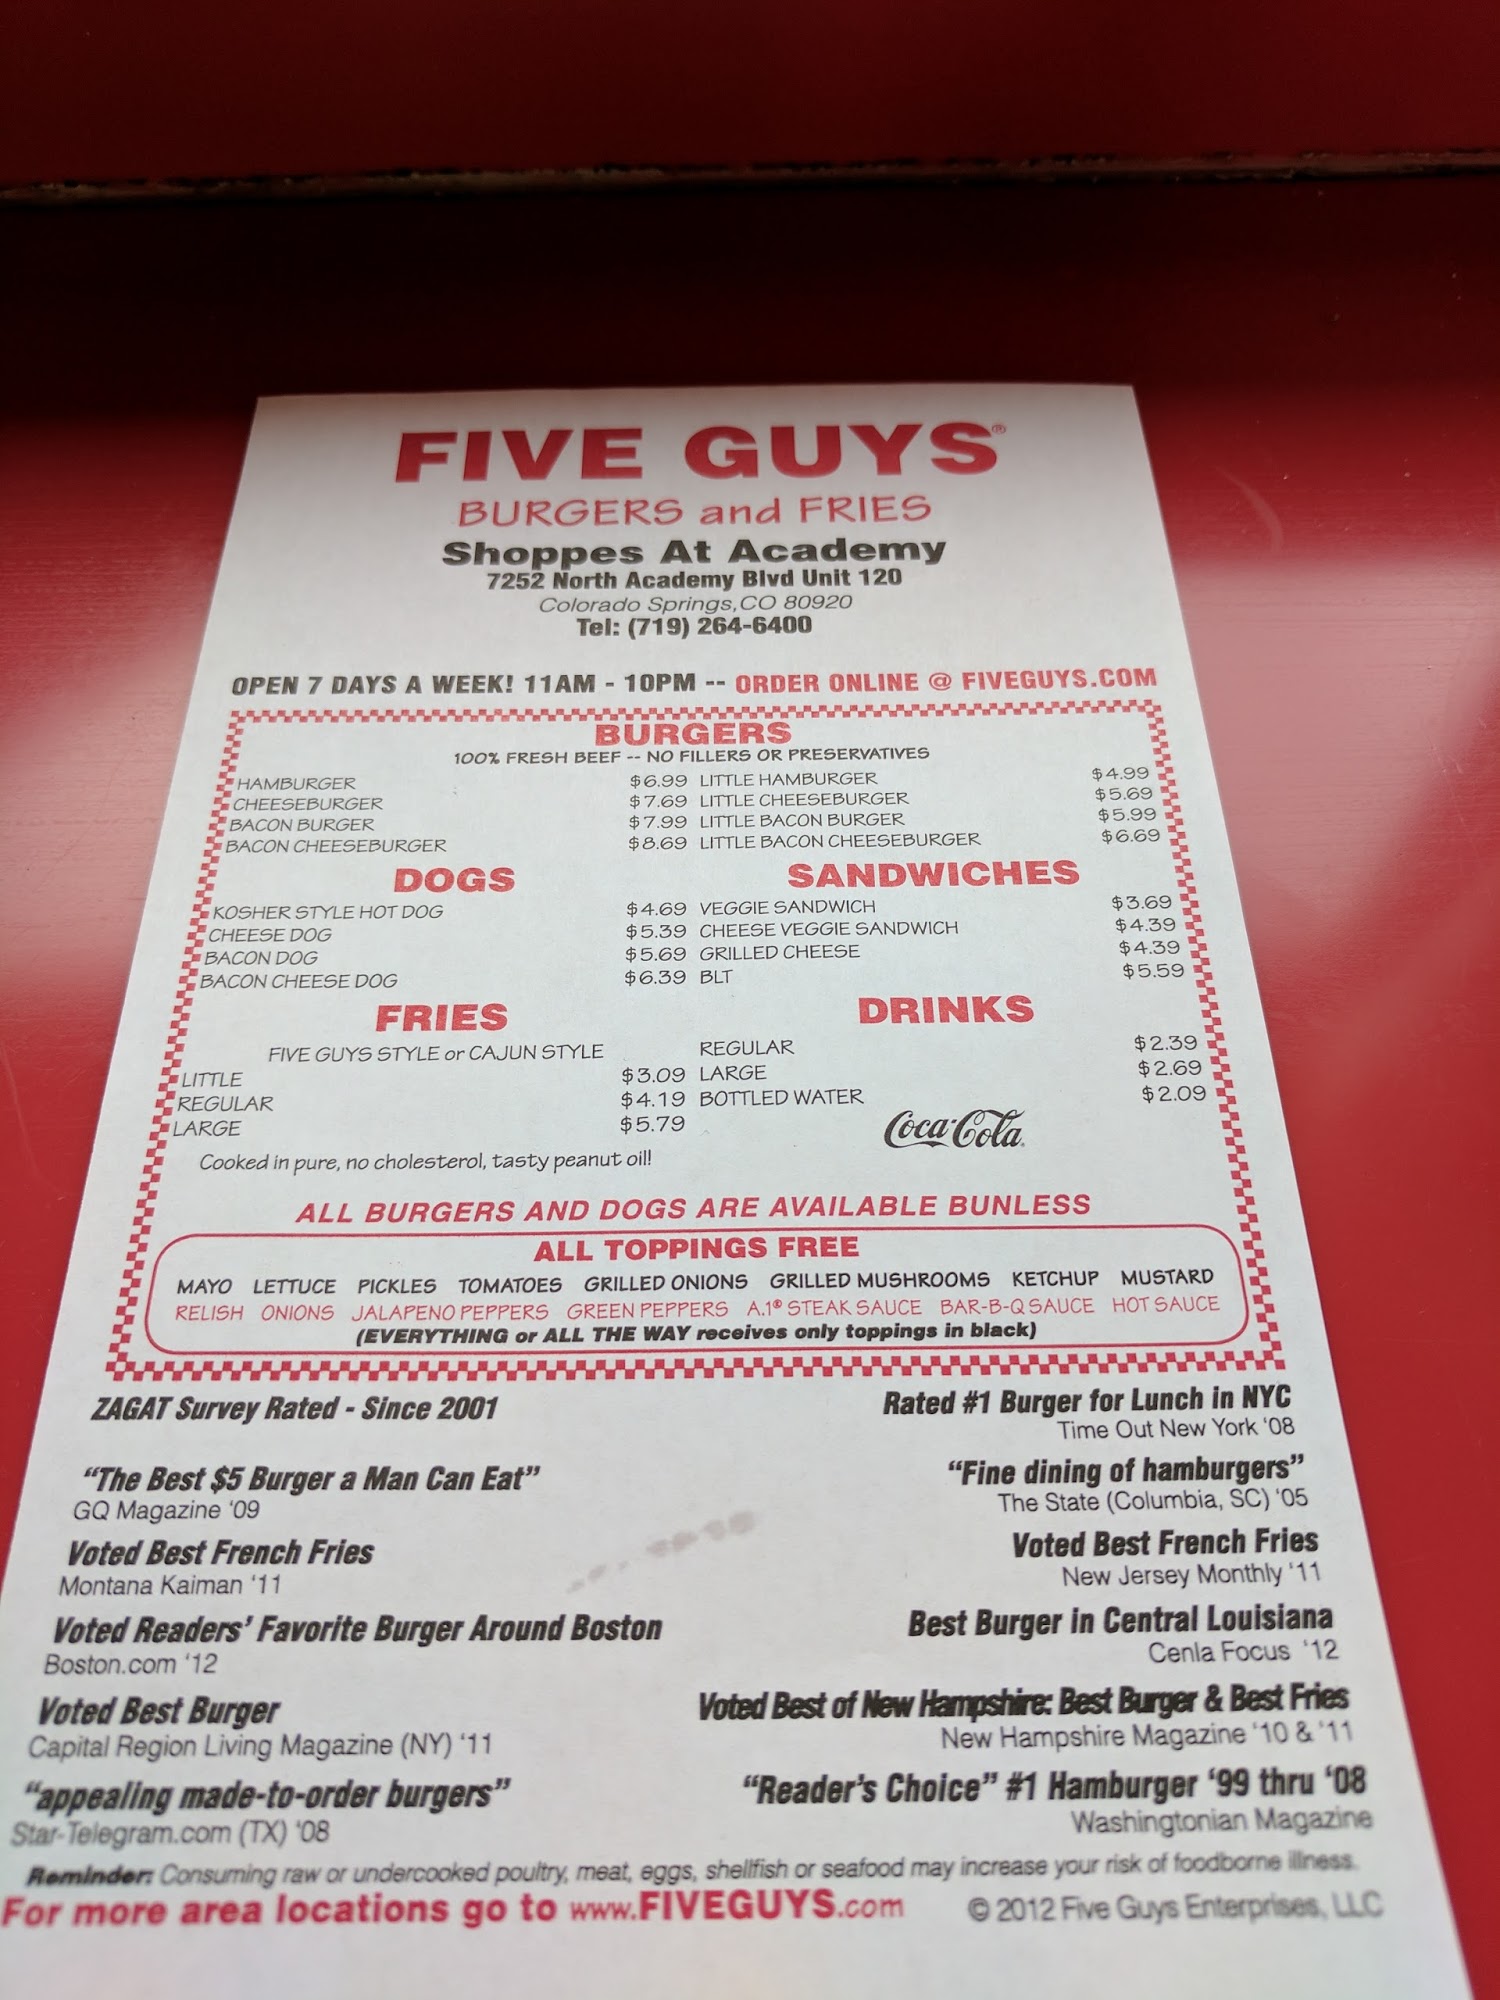 FIVE GUYS®
BURGERS and FRIES
Shoppes At Academy
7252 North Academy Blvd Unit 120
Colorado Springs,CO 80920
Tel: (719) 264-6400
OPEN 7 DAYS A WEEK! 11AM - 10PM -- ORDER ONLINE @ FIVEGUYS.COM
BURGERS
100% FRESH BEEF -- NO FILLERS OR PRESERVATIVES
HAMBURGER $6.99 LITTLE HAMBURGER $4.99
CHEESEBURGER $7.69 LITTLE CHEESEBURGER $5.69
BACON BURGER $7.99 LITTLE BACON BURGER $5.99
BACON CHEESEBURGER $8.69 LITTLE BACON CHEESEBURGER $6.69
DOGS SANDWICHES
KOSHER STYLE HOT DOG $4.69 VEGGIE SANDWICH $3.69
CHEESE DOG $5.39 CHEESE VEGGIE SANDWICH $4.39
BACON DOG $5.69 GRILLED CHEESE $4.39
BACON CHEESE DOG $6.39 BLT $5.59
FRIES DRINKS
FIVE GUYS STYLE or CAJUN STYLE REGULAR $2.39
LITTLE $3.09 LARGE $2.69
REGULAR $4.19 BOTTLED WATER $2.09
LARGE $5.79 Coca-Cola
Cooked in pure, no cholesterol, tasty peanut oil!
ALL BURGERS AND DOGS ARE AVAILABLE BUNLESS
ALL TOPPINGS FREE
MAYO LETTUCE PICKLES TOMATOES GRILLED ONIONS GRILLED MUSHROOMS KETCHUP MUSTARD
RELISH ONIONS JALAPENO PEPPERS GREEN PEPPERS A.1® STEAK SAUCE BAR-B-Q SAUCE HOT SAUCE
(EVERYTHING or ALL THE WAY receives only toppings in black)
ZAGAT Survey Rated - Since 2001 Rated #1 Burger for Lunch in NYC
Time Out New York '08
“The Best $5 Burger a Man Can Eat” “Fine dining of hamburgers”
GQ Magazine '09 The State (Columbia, SC) '05
Voted Best French Fries Voted Best French Fries
Montana Kaiman '11 New Jersey Monthly '11
Voted Readers' Favorite Burger Around Boston Best Burger in Central Louisiana
Boston.com '12 Cenla Focus '12
Voted Best Burger Voted Best of New Hampshire: Best Burger & Best Fries
Capital Region Living Magazine (NY) '11 New Hampshire Magazine '10 & '11
“appealing made-to-order burgers” “Reader's Choice” #1 Hamburger '99 thru '08
Star-Telegram.com (TX) '08 Washingtonian Magazine
Reminder: Consuming raw or undercooked poultry, meat, eggs, shellfish or seafood may increase your risk of foodborne illness.
For more area locations go to www.FIVEGUYS.com © 2012 Five Guys Enterprises, LLC